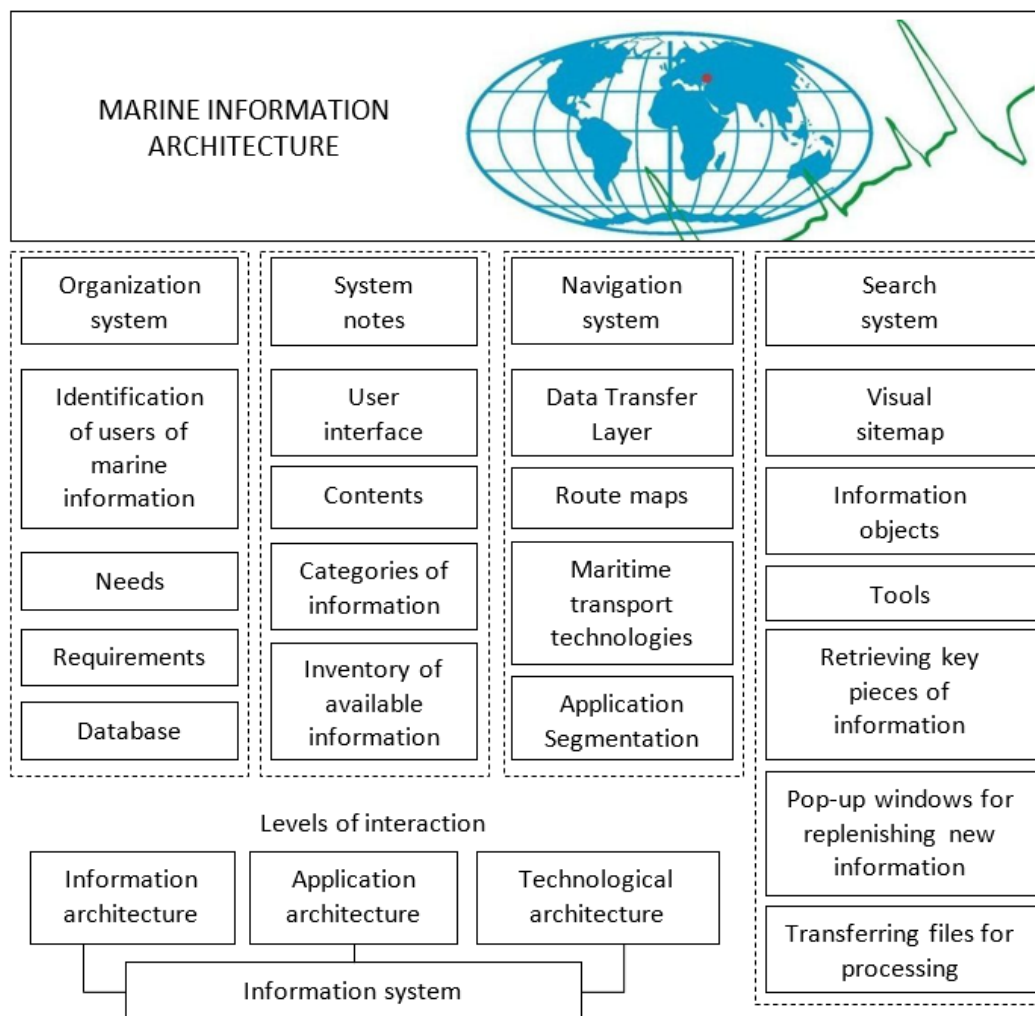 MARINE INFORMATION
ARCHITECTURE
Organization
system
Identification
of users of
marine
information
Needs
Requirements
Database
System
notes
User
interface
Contents
Categories of
information
Inventory of
available
information
Navigation
system
Data Transfer
Layer
Route maps
Maritime
transport
technologies
Application
Segmentation
Search
system
Visual
sitemap
Information
objects
Tools
Retrieving key
pieces of
information
Pop-up windows for
replenishing new
information
Transferring files for
processing
Levels of interaction
Information
architecture
Application
architecture
Technological
architecture
Information system